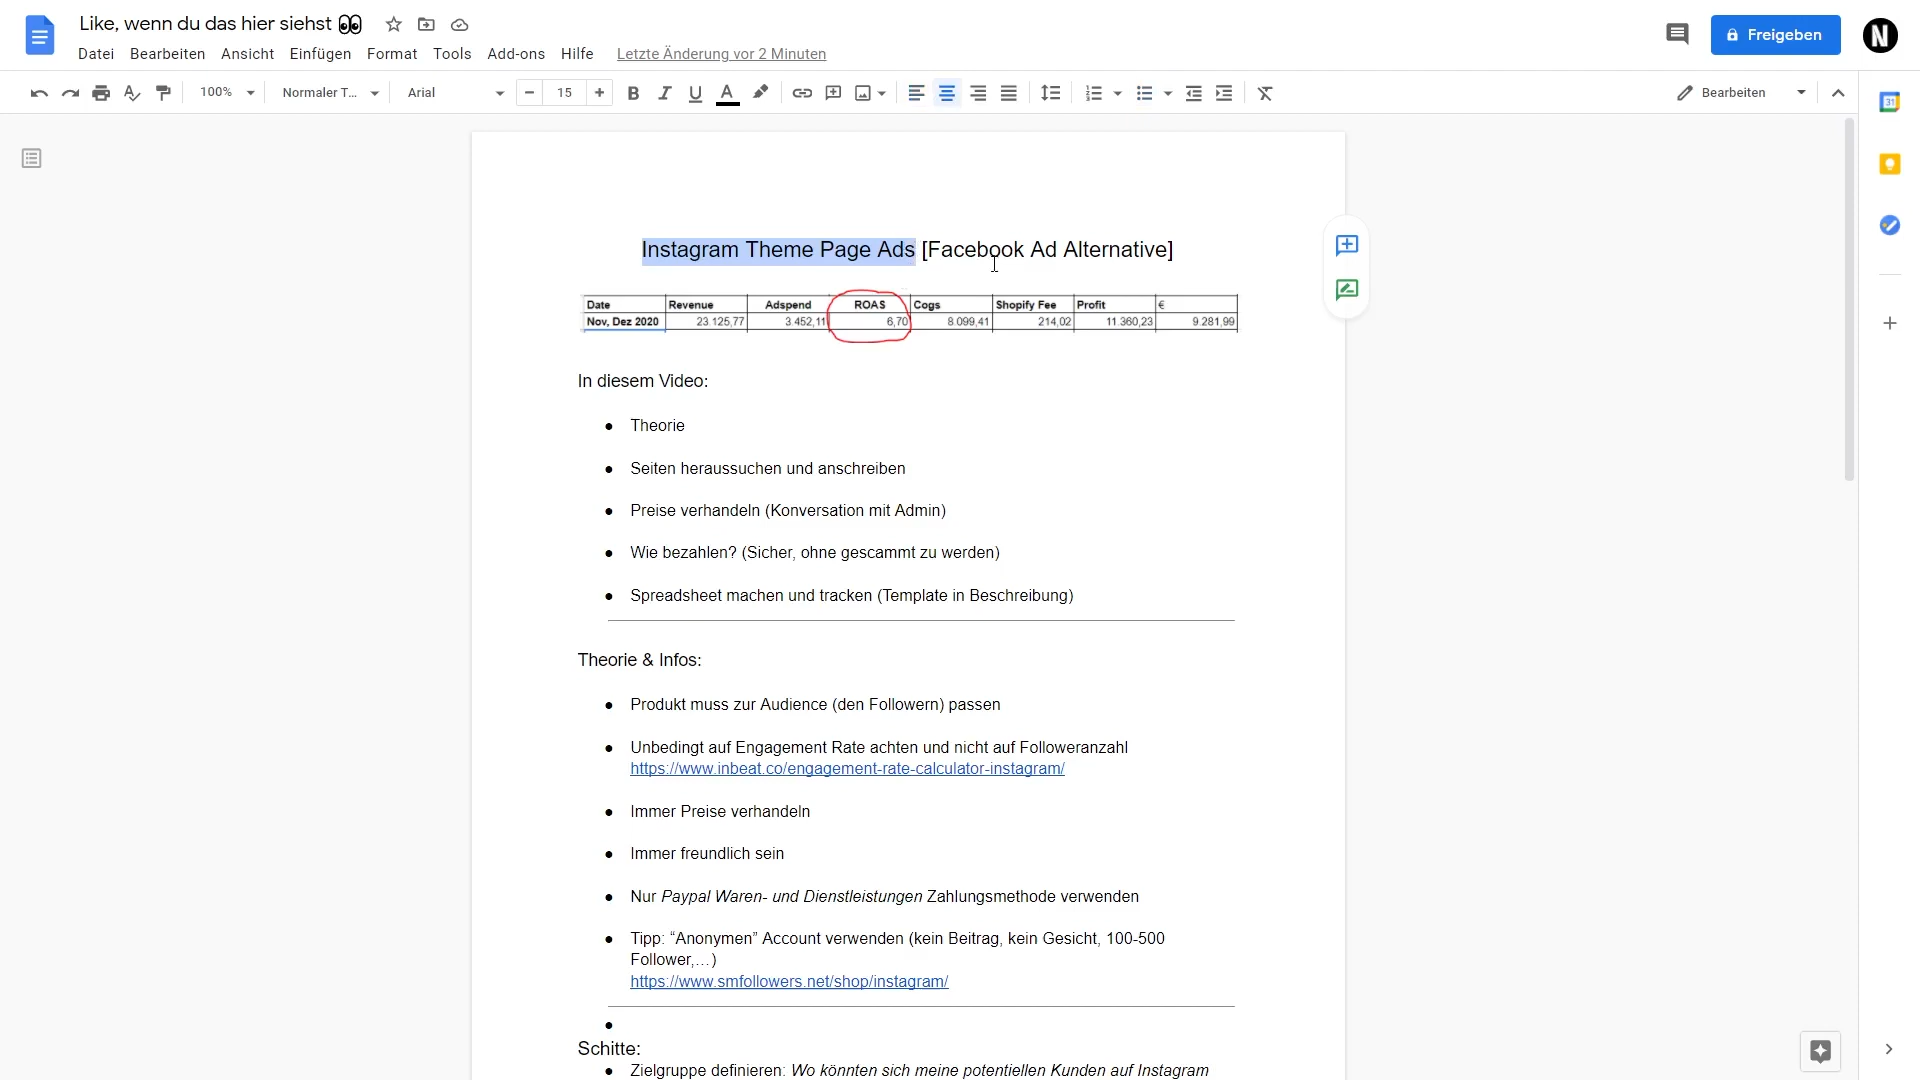 Like, wenn du das hier siehst 👀
Datei Bearbeiten Ansicht Einfügen Format Tools Add-ons Hilfe Letzte Änderung vor 2 Minuten
Freigeben
N
100% Normaler T... Arial 15 B I U A Bearbeiten
31
Instagram Theme Page Ads [Facebook Ad Alternative]
Date Revenue Adspend ROAS Cogs Shopify Fee Profit €
Nov, Dez 2020 23.125,77 3.452,11 6,70 8.099,41 214,02 11.360,23 9.281,99
In diesem Video:
● Theorie
● Seiten heraussuchen und anschreiben
● Preise verhandeln (Konversation mit Admin)
● Wie bezahlen? (Sicher, ohne gescammt zu werden)
● Spreadsheet machen und tracken (Template in Beschreibung)
Theorie & Infos:
● Produkt muss zur Audience (den Followern) passen
● Unbedingt auf Engagement Rate achten und nicht auf Followeranzahl
https://www.inbeat.co/engagement-rate-calculator-instagram/
● Immer Preise verhandeln
● Immer freundlich sein
● Nur Paypal Waren- und Dienstleistungen Zahlungsmethode verwenden
● Tipp: “Anonymen” Account verwenden (kein Beitrag, kein Gesicht, 100-500
Follower,…)
https://www.smfollowers.net/shop/instagram/
●
Schitte:
● Zielgruppe definieren: Wo könnten sich meine potentiellen Kunden auf Instagram